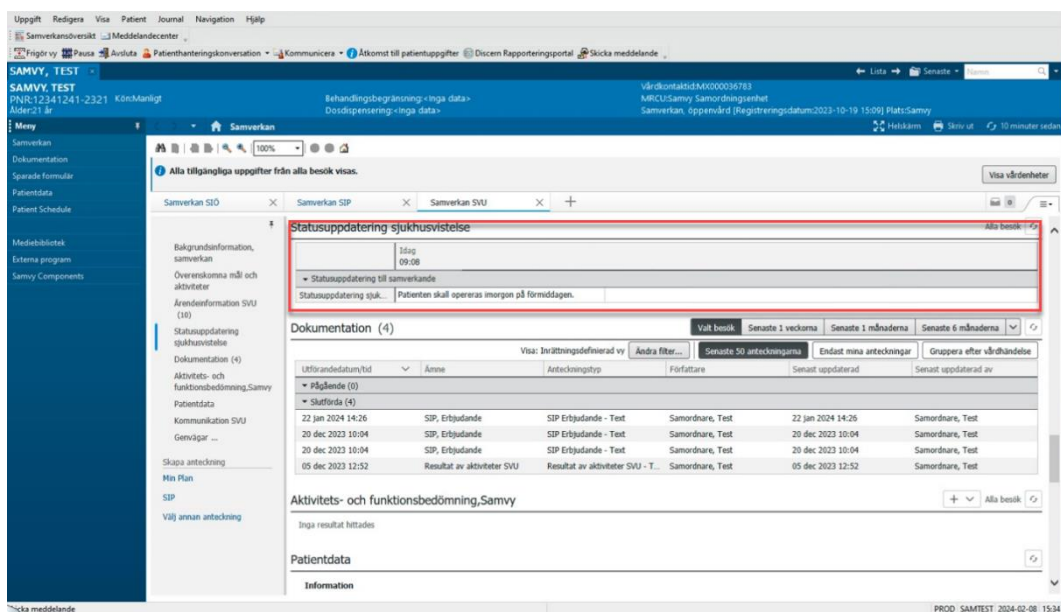 Uppgift Redigera Visa Patient Journal Navigation Hjälp
Samverkansöversikt Meddelandecenter
Frigör vy Pausa Avsluta Patienthanteringskonversation Kommunicera Åtkomst till patientuppgifter Discern Rapporteringsportal Skicka meddelande
SAMVY, TEST
Lista Senaste Namn
SAMVY, TEST
PNR:12341241-2321 Kön:Manligt
Ålder:21 år
Behandlingsbegränsning:<Inga data>
Dosdispensering:<Inga data>
Vårdkontaktid:MX000036783
MRCU:Samvy Samordningsenhet
Samverkan, öppenvård [Registreringsdatum:2023-10-19 15:09] Plats:Samvy
Meny
Samverkan
Helskärm Skriv ut 10 minuter sedan
Samverkan
Dokumentation
Sparade formulär
Patientdata
Patient Schedule
Mediebibliotek
Externa program
Samvy Components
100%
Alla tillgängliga uppgifter från alla besök visas.
Visa vårdenheter
Samverkan SIÖ Samverkan SIP Samverkan SVU
0
Bakgrundsinformation,
samverkan
Överenskomna mål och
aktiviteter
Ärendeinformation SVU
(10)
Statusuppdatering
sjukhusvistelse
Dokumentation (4)
Aktivitets- och
funktionsbedömning,Samvy
Patientdata
Kommunikation SVU
Genvägar ...
Skapa anteckning
Min Plan
SIP
Välj annan anteckning
Statusuppdatering sjukhusvistelse
Alla besök
Idag
09:08
Statusuppdatering till samverkande
Statusuppdatering sjuk... Patienten skall opereras imorgon på förmiddagen.
Dokumentation (4)
Valt besök Senaste 1 veckorna Senaste 1 månaderna Senaste 6 månaderna
Visa: Inrättningsdefinierad vy Ändra filter... Senaste 50 anteckningarna Endast mina anteckningar Gruppera efter vårdhändelse
Utförandedatum/tid Ämne Anteckningstyp Författare Senast uppdaterad Senast uppdaterad av
Pågående (0)
Slutförda (4)
22 jan 2024 14:26 SIP, Erbjudande SIP Erbjudande - Text Samordnare, Test 22 jan 2024 14:26 Samordnare, Test
20 dec 2023 10:04 SIP, Erbjudande SIP Erbjudande - Text Samordnare, Test 20 dec 2023 10:04 Samordnare, Test
20 dec 2023 10:04 SIP, Erbjudande SIP Erbjudande - Text Samordnare, Test 20 dec 2023 10:04 Samordnare, Test
05 dec 2023 12:52 Resultat av aktiviteter SVU Resultat av aktiviteter SVU - T... Samordnare, Test 05 dec 2023 12:52 Samordnare, Test
Aktivitets- och funktionsbedömning,Samvy
Alla besök
Inga resultat hittades
Patientdata
Information
Skicka meddelande
PROD SAMTEST 2024-02-08 15:34